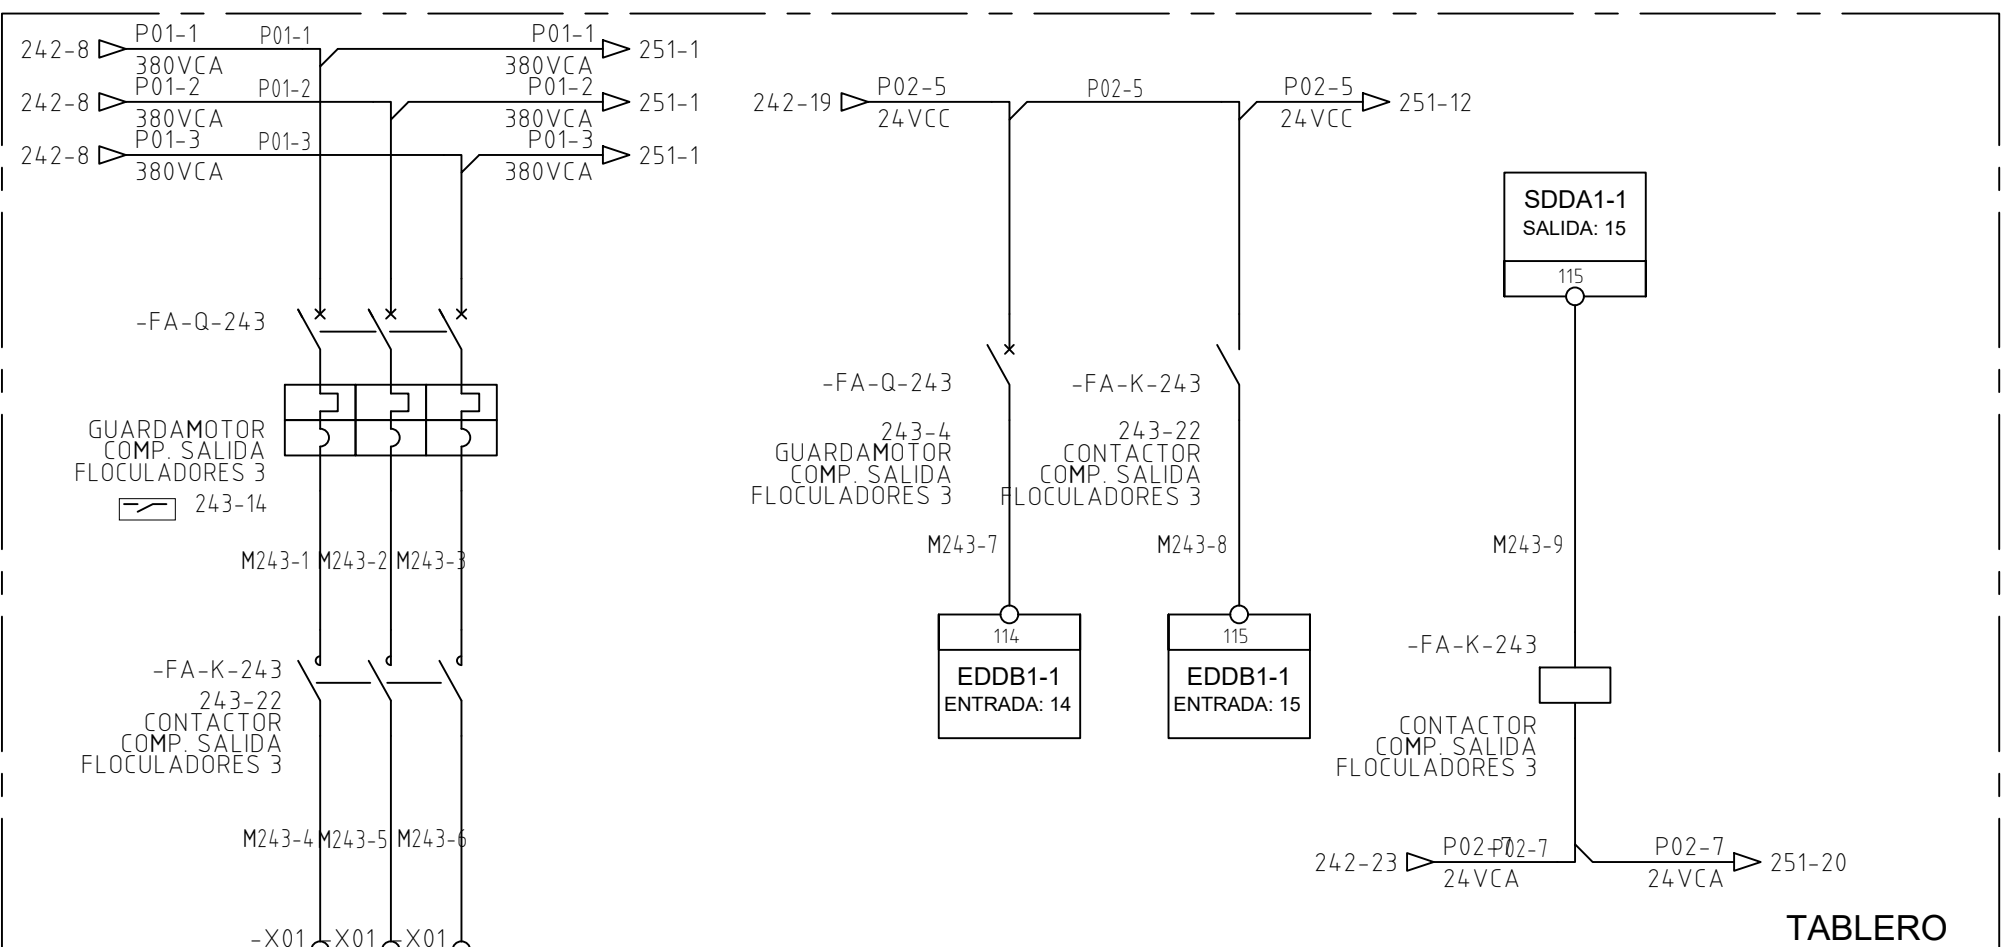 242-8 P01-1 P01-1 P01-1 251-1
380VCA 380VCA
242-8 P01-2 P01-2 P01-2 251-1
380VCA 380VCA
242-8 P01-3 P01-3 P01-3 251-1
380VCA 380VCA
-FA-Q-243
GUARDAMOTOR
COMP. SALIDA
FLOCULADORES 3
243-14
M243-1 M243-2 M243-3
-FA-K-243
243-22
CONTACTOR
COMP. SALIDA
FLOCULADORES 3
M243-4 M243-5 M243-6
-X01 -X01 -X01
242-19 P02-5 P02-5 P02-5 251-12
24VCC 24VCC
-FA-Q-243
243-4
GUARDAMOTOR
COMP. SALIDA
FLOCULADORES 3
M243-7
114
EDDB1-1
ENTRADA: 14
-FA-K-243
243-22
CONTACTOR
COMP. SALIDA
FLOCULADORES 3
M243-8
115
EDDB1-1
ENTRADA: 15
SDDA1-1
SALIDA: 15
115
M243-9
-FA-K-243
CONTACTOR
COMP. SALIDA
FLOCULADORES 3
242-23 P02-7 P02-7 P02-7 251-20
24VCA 24VCA
TABLERO